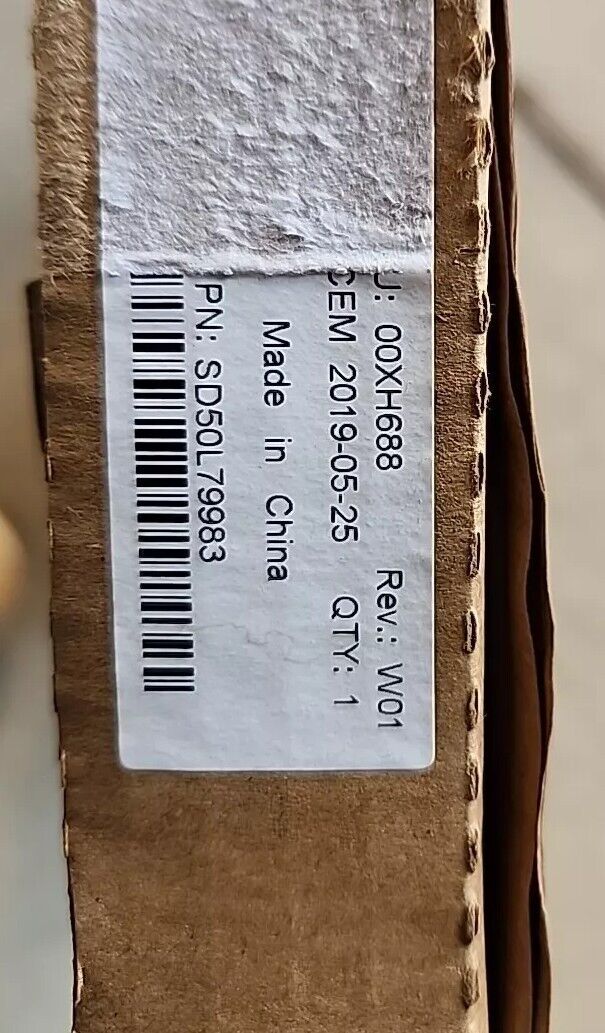 U: 00XH688 Rev.: W01
CEM 2019-05-25 QTY: 1
Made in China
PN: SD50L79983